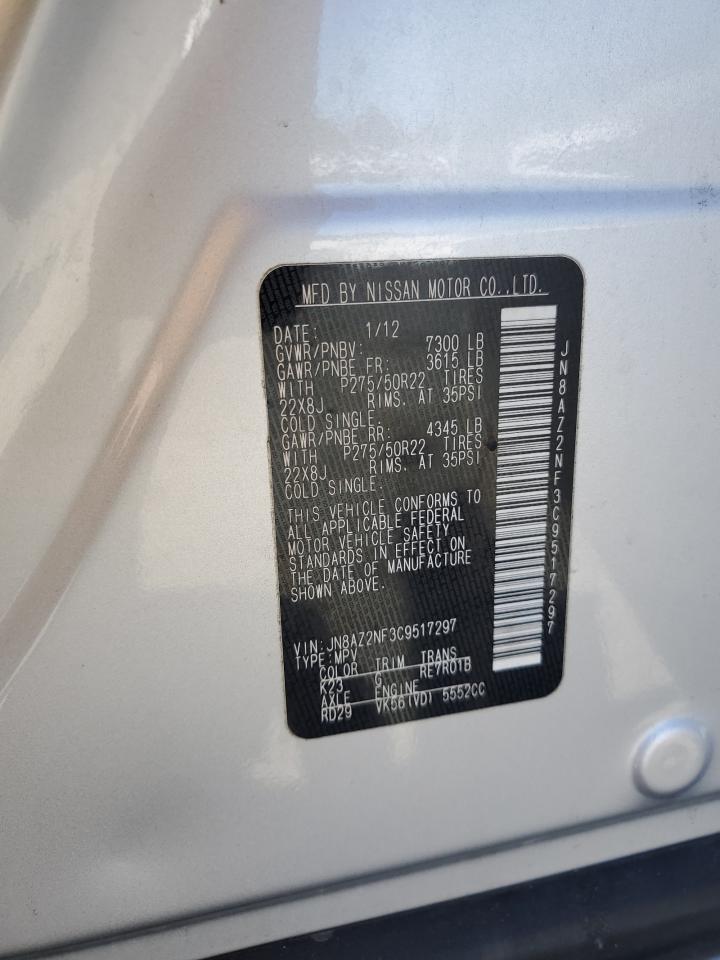 MFD BY NISSAN MOTOR CO.,LTD.
DATE: 1/12
GVWR/PNBV: 7300 LB
GAWR/PNBE FR: 3615 LB
WITH P275/50R22 TIRES
22X8J RIMS. AT 35PSI
COLD SINGLE.
GAWR/PNBE RR: 4345 LB
WITH P275/50R22 TIRES
22X8J RIMS. AT 35PSI
COLD SINGLE.
THIS VEHICLE CONFORMS TO
ALL APPLICABLE FEDERAL
MOTOR VEHICLE SAFETY
STANDARDS IN EFFECT ON
THE DATE OF MANUFACTURE
SHOWN ABOVE.
VIN:JN8AZ2NF3C9517297
TYPE:MPV
COLOR TRIM TRANS
K23 G RE7R01B
AXLE ENGINE
RD29 VK56(VD) 5552CC
JN8AZ2NF3C9517297